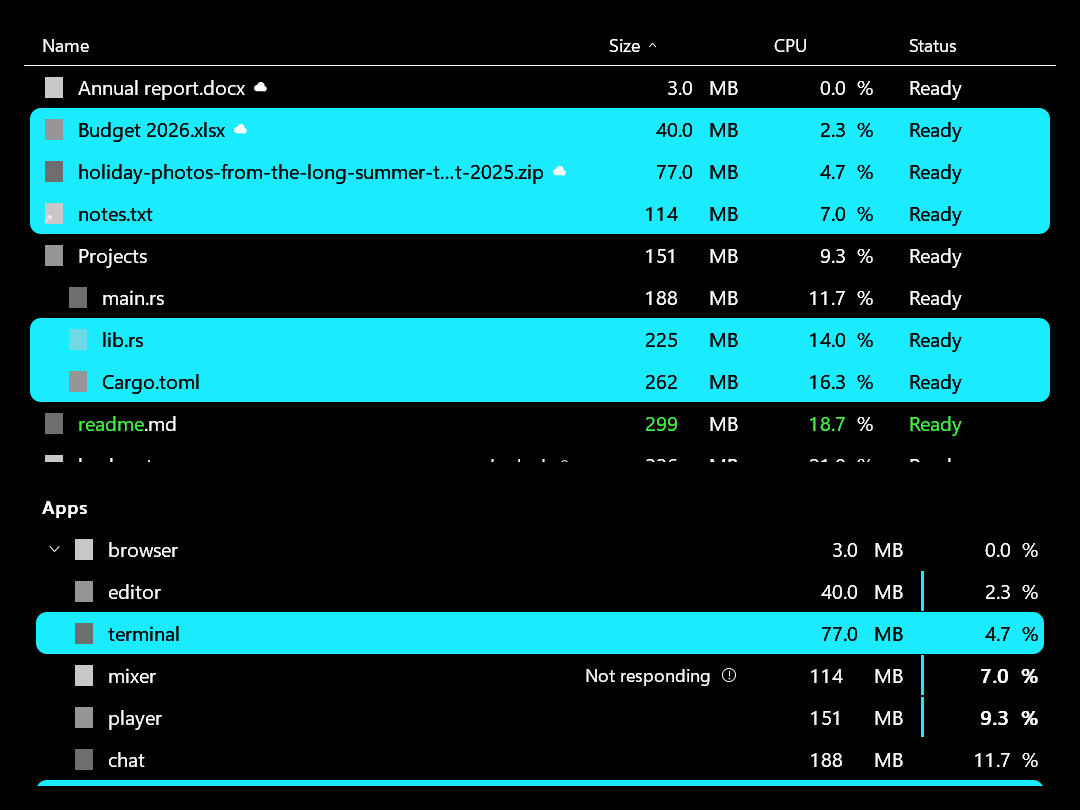 Name Size ^ CPU Status
Annual report.docx 3.0 MB 0.0 % Ready
Budget 2026.xlsx 40.0 MB 2.3 % Ready
holiday-photos-from-the-long-summer-t...t-2025.zip 77.0 MB 4.7 % Ready
notes.txt 114 MB 7.0 % Ready
Projects 151 MB 9.3 % Ready
main.rs 188 MB 11.7 % Ready
lib.rs 225 MB 14.0 % Ready
Cargo.toml 262 MB 16.3 % Ready
readme.md 299 MB 18.7 % Ready
Apps
browser 3.0 MB 0.0 %
editor 40.0 MB 2.3 %
terminal 77.0 MB 4.7 %
mixer Not responding 114 MB 7.0 %
player 151 MB 9.3 %
chat 188 MB 11.7 %